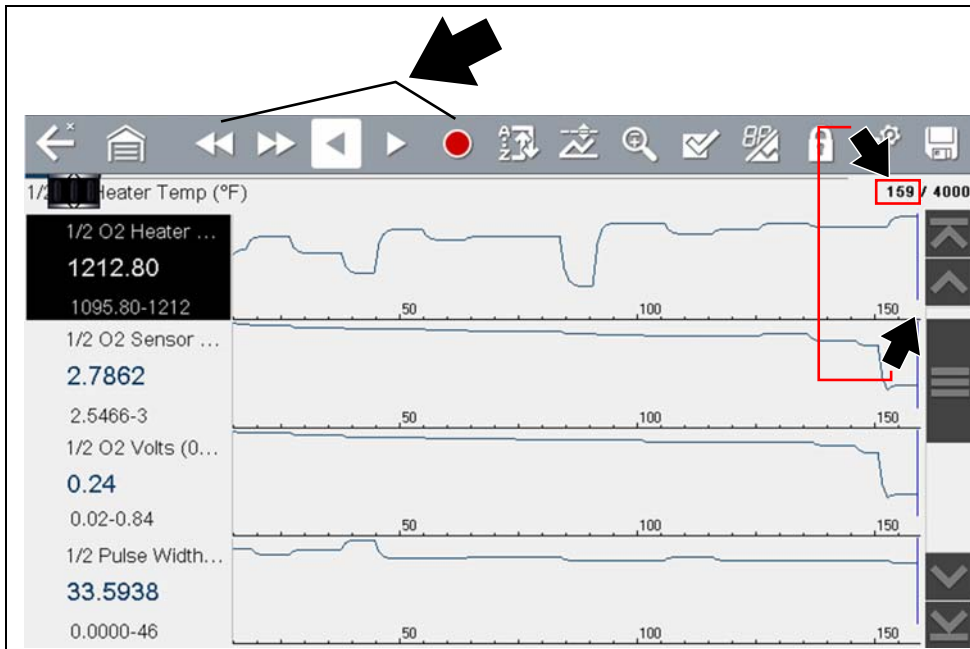 1/2 Heater Temp (°F)
159 / 4000
1/2 O2 Heater ...
1212.80
1095.80-1212
50 100 150
1/2 O2 Sensor ...
2.7862
2.5466-3
50 100 150
1/2 O2 Volts (0...
0.24
0.02-0.84
50 100 150
1/2 Pulse Width...
33.5938
0.0000-46
50 100 150